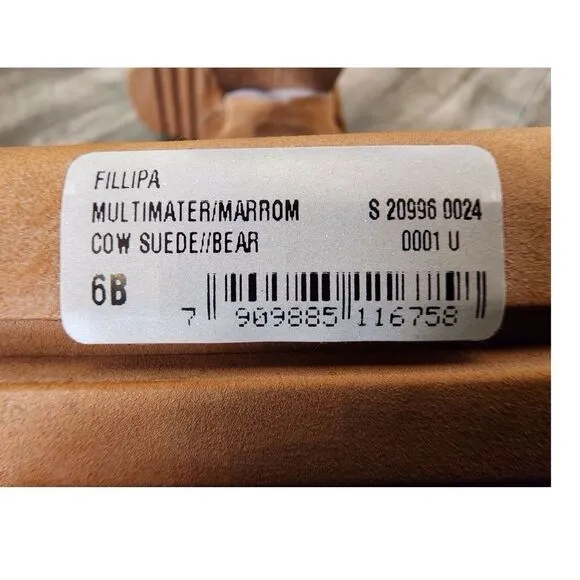 FILLIPA
MULTIMATER/MARROM S 20996 0024
COW SUEDE//BEAR 0001 U
6B
7 909885 116758